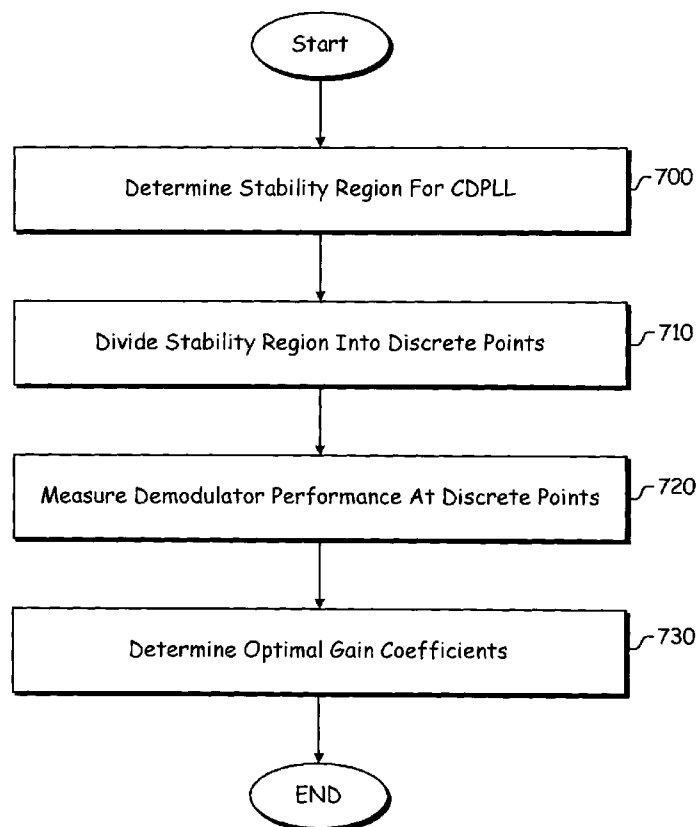 Start
Determine Stability Region For CDPLL
700
Divide Stability Region Into Discrete Points
710
Measure Demodulator Performance At Discrete Points
720
Determine Optimal Gain Coefficients
730
END